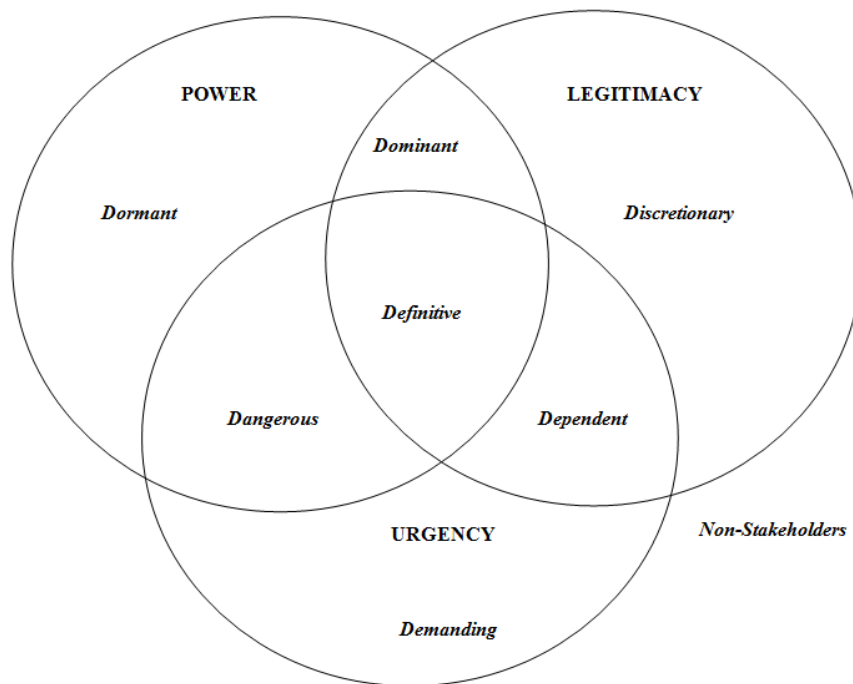 POWER
LEGITIMACY
Dominant
Dormant
Discretionary
Definitive
Dangerous
Dependent
URGENCY
Non-Stakeholders
Demanding